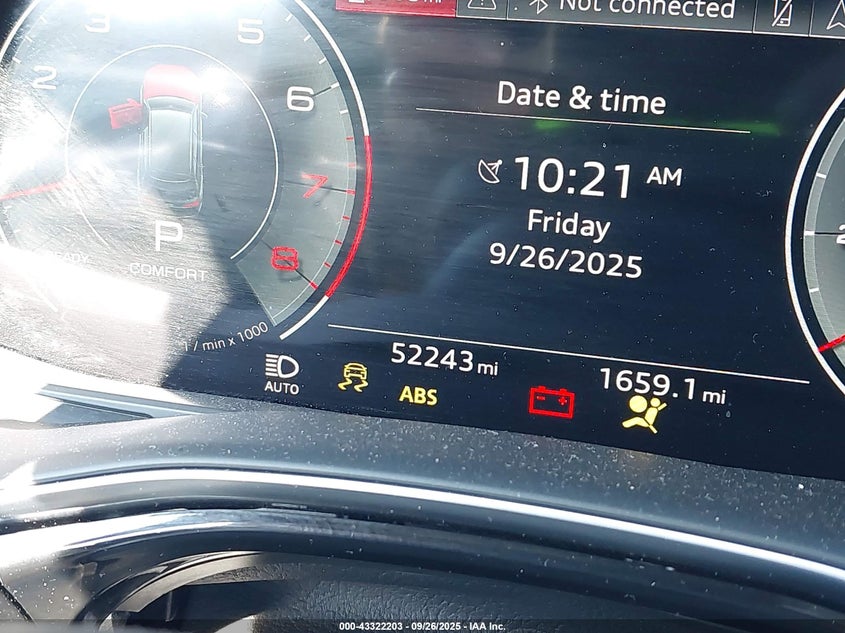 Not connected
3
5
2
6
Date & time
7
10:21 AM
Friday
P
9/26/2025
8
COMFORT
1 / min x 1000
52243 mi
1659.1 mi
AUTO
ABS
2
000-43322203 - 09/26/2025 - IAA Inc.